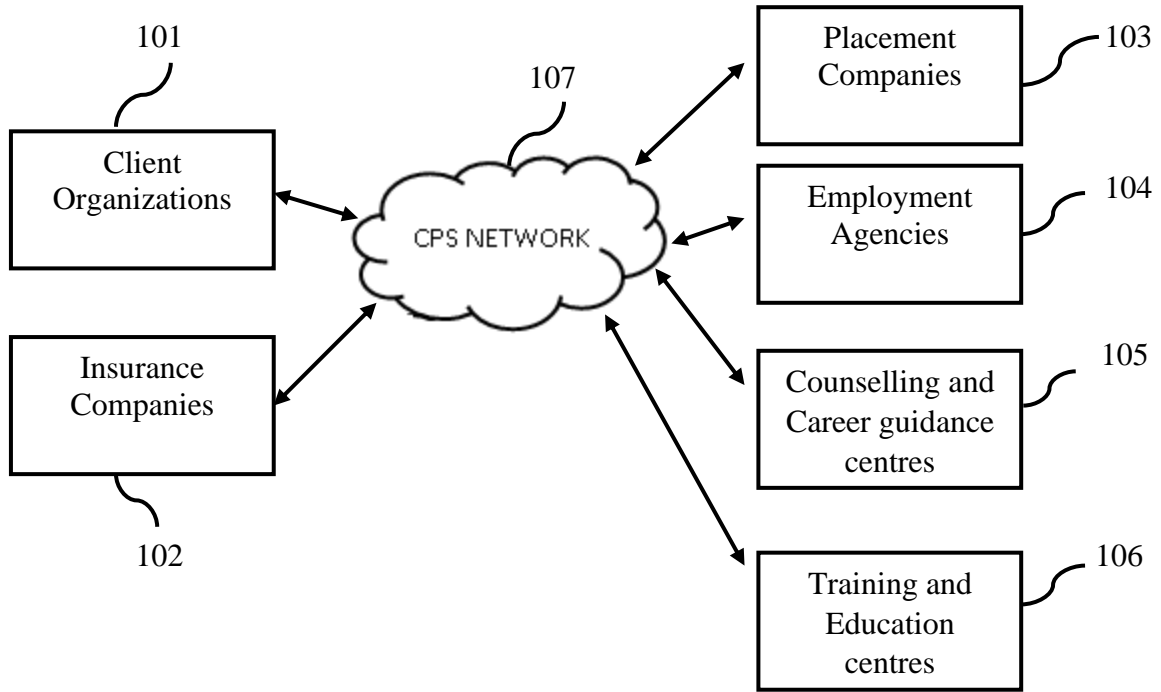 101
Client
Organizations
Insurance
Companies
102
107
CPS NETWORK
Placement
Companies
103
Employment
Agencies
104
Counselling and
Career guidance
centres
105
Training and
Education
centres
106